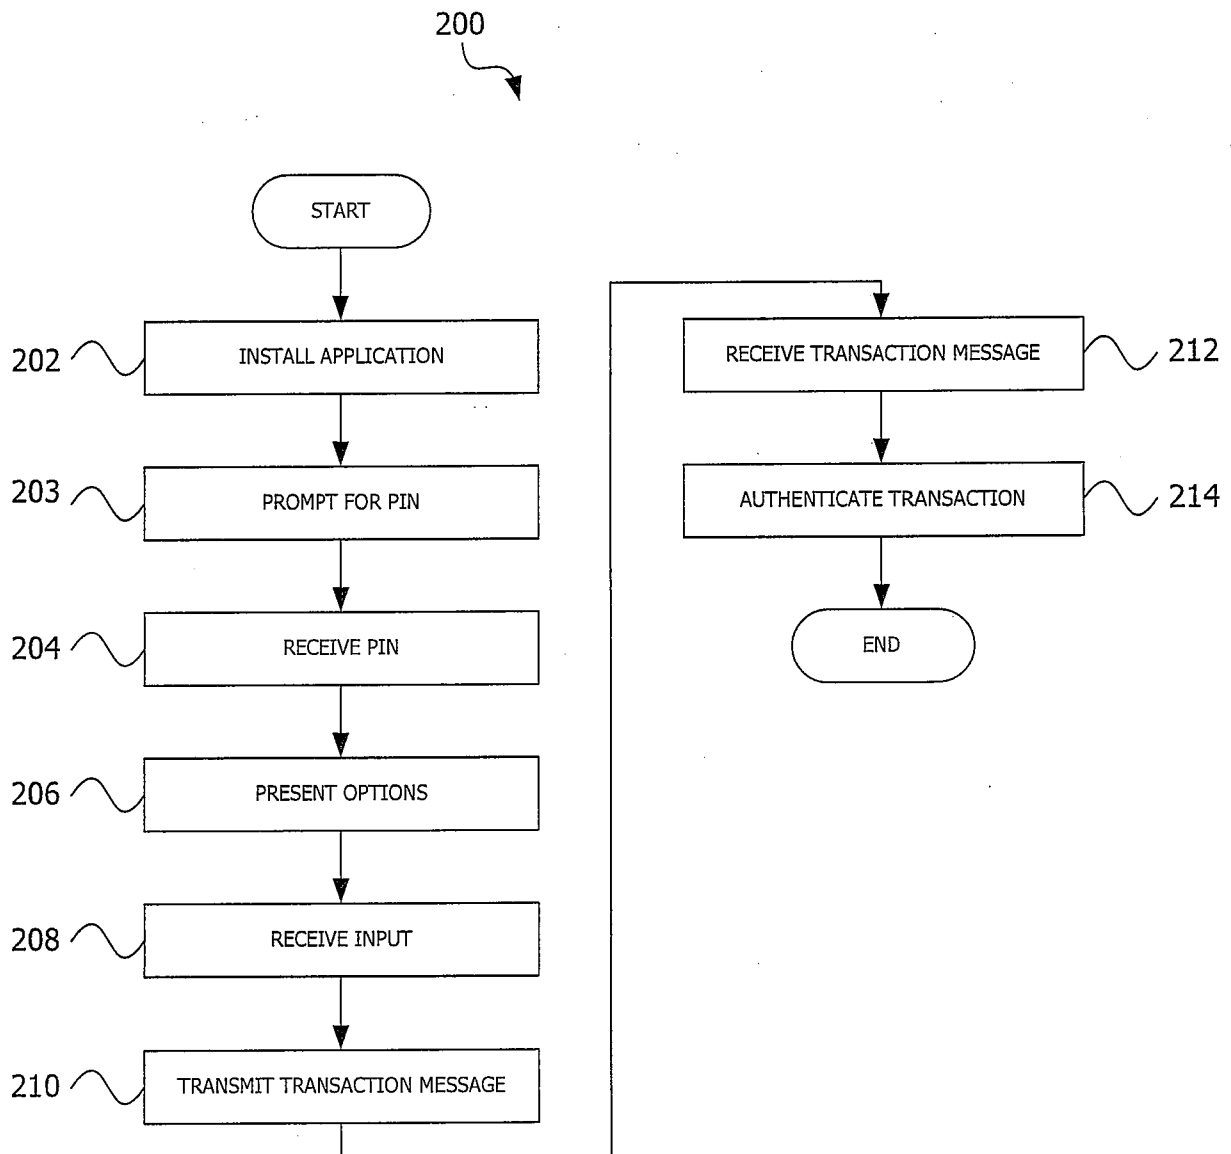 200
START
202 INSTALL APPLICATION
203 PROMPT FOR PIN
204 RECEIVE PIN
206 PRESENT OPTIONS
208 RECEIVE INPUT
210 TRANSMIT TRANSACTION MESSAGE
RECEIVE TRANSACTION MESSAGE 212
AUTHENTICATE TRANSACTION 214
END